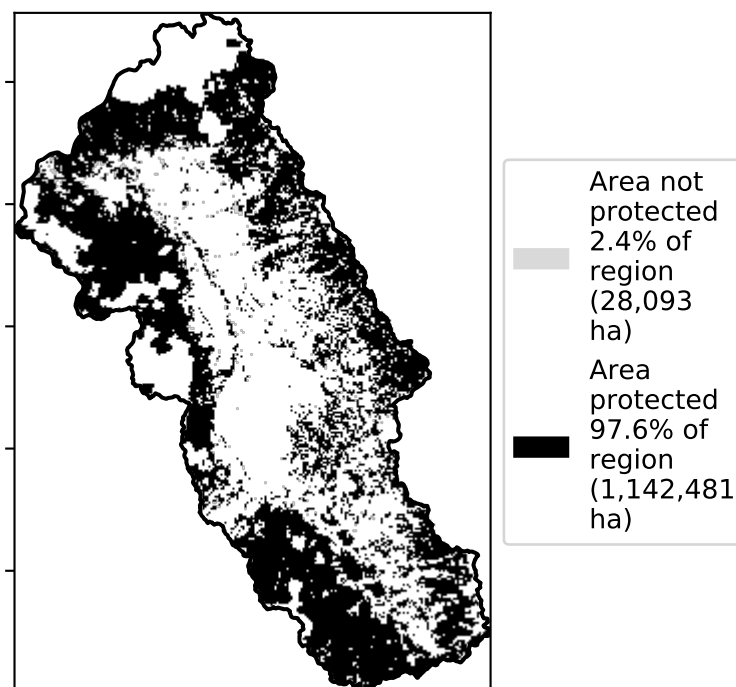 Area not
protected
2.4% of
region
(28,093
ha)
Area
protected
97.6% of
region
(1,142,481
ha)